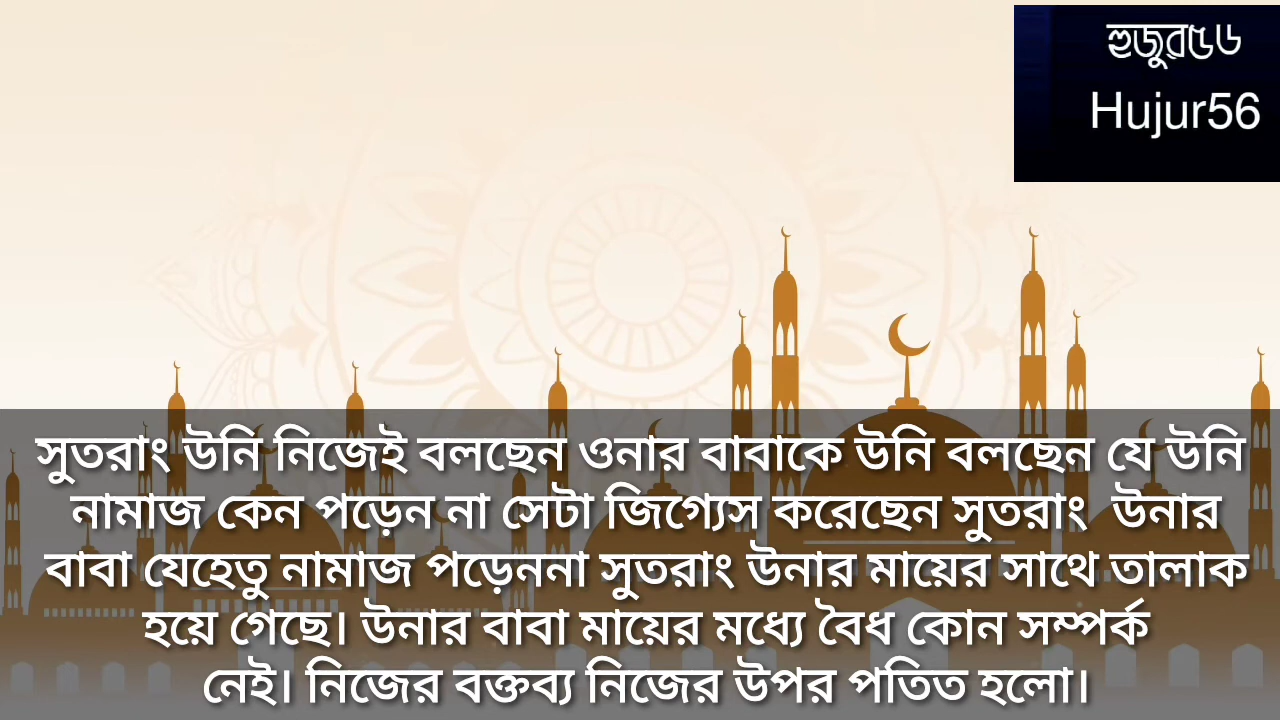 হুজুর৫৬
Hujur56
সুতরাং উনি নিজেই বলছেন ওনার বাবাকে উনি বলছেন যে উনি
নামাজ কেন পড়েন না সেটা জিগ্যেস করেছেন সুতরাং  উনার
বাবা যেহেতু নামাজ পড়েননা সুতরাং উনার মায়ের সাথে তালাক
হয়ে গেছে। উনার বাবা মায়ের মধ্যে বৈধ কোন সম্পর্ক
নেই। নিজের বক্তব্য নিজের উপর পতিত হলো।